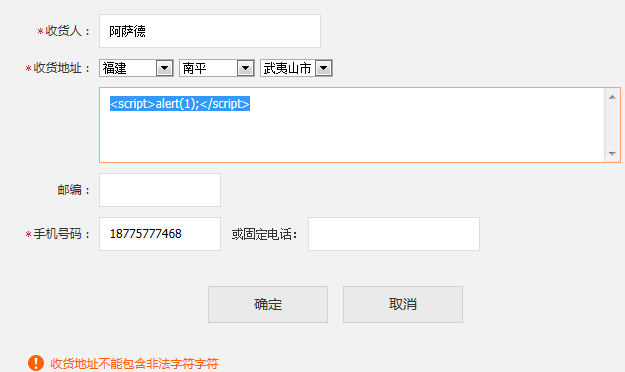 *收货人： 阿萨德
*收货地址： 福建 南平 武夷山市
<script>alert(1);</script>
邮编：
*手机号码： 18775777468 或固定电话：
确定 取消
收货地址不能包含非法字符字符